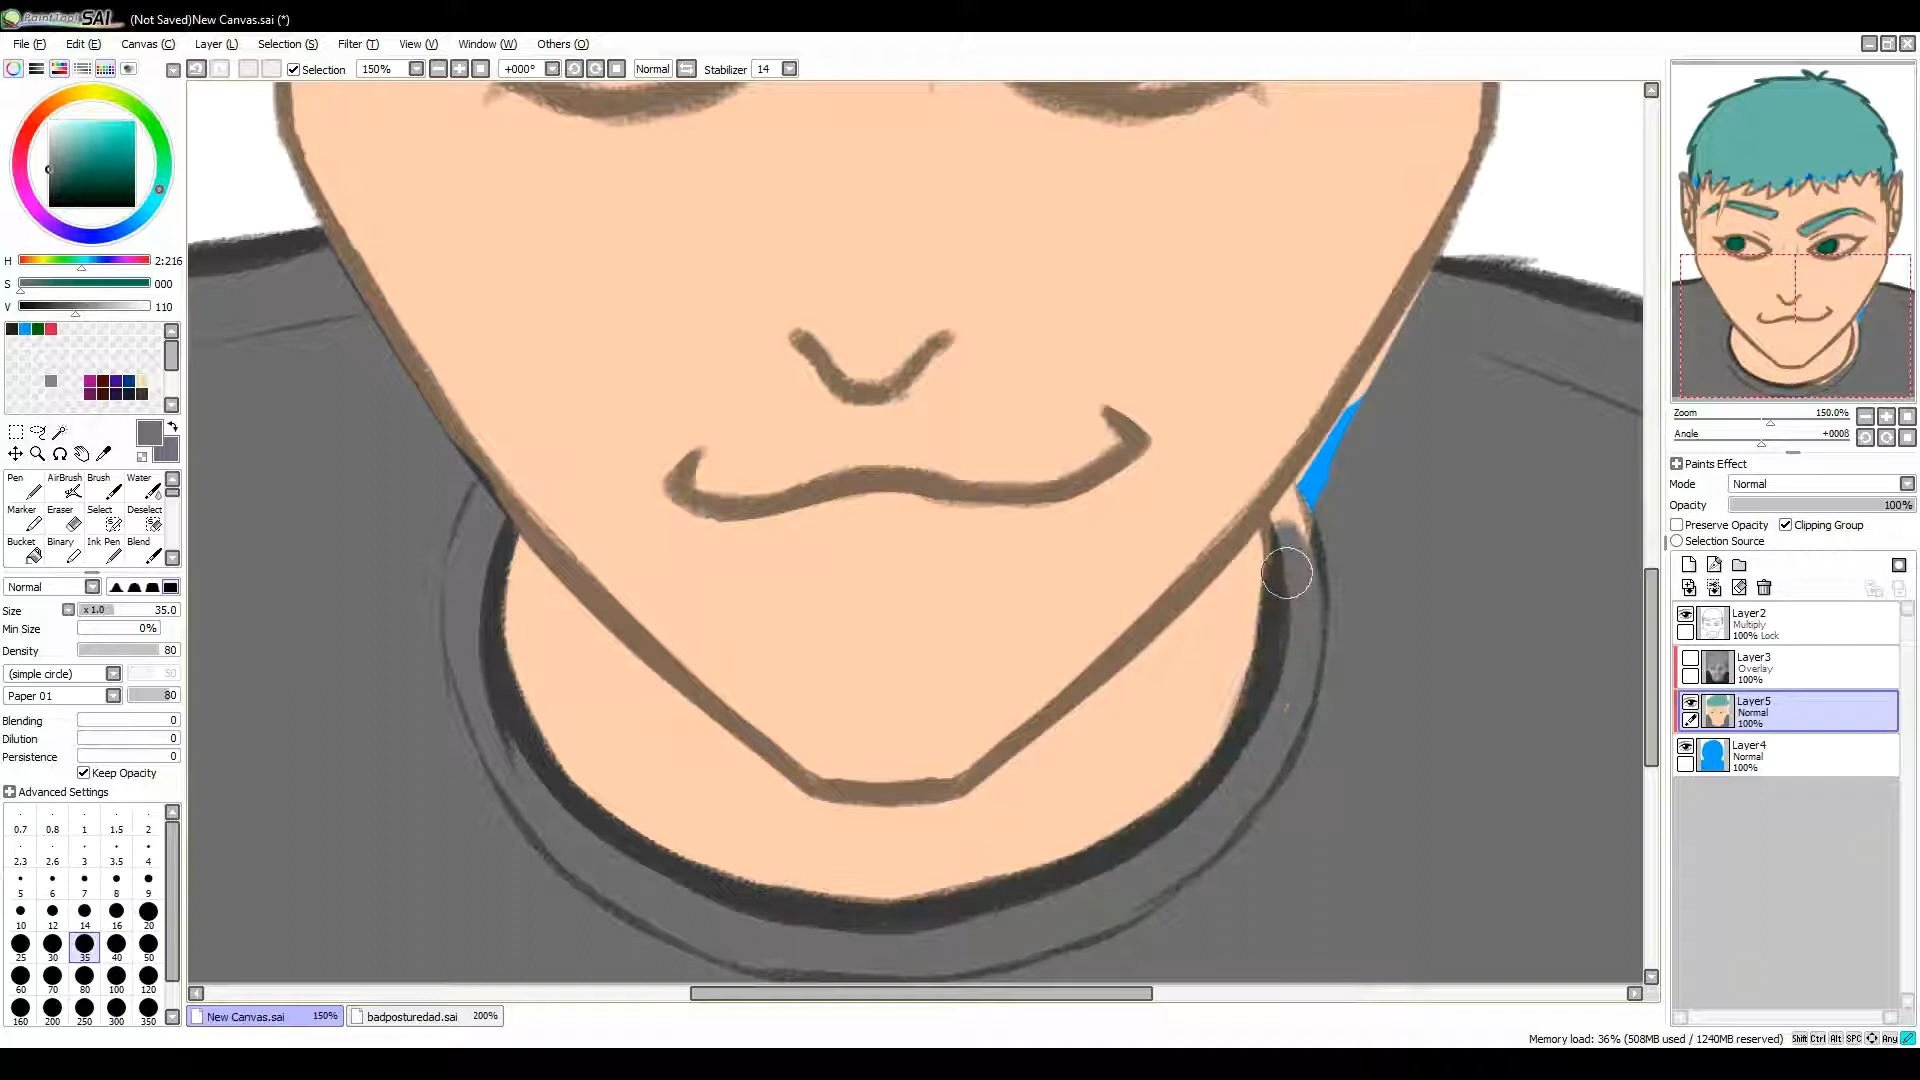 PaintTool SAI (Not Saved)New Canvas.sai (*)
File (F) Edit (E) Canvas (C) Layer (L) Selection (S) Filter (T) View (V) Window (W) Others (O)
Selection 150% +000° Normal Stabilizer 14
H 2:216
S 000
V 110
Pen AirBrush Brush Water
Marker Eraser Select Deselect
Bucket Binary Ink Pen Blend
Normal
Size x 1.0 35.0
Min Size 0%
Density 80
(simple circle) 50
Paper 01 80
Blending 0
Dilution 0
Persistence 0
Keep Opacity
Advanced Settings
0.7 0.8 1 1.5 2
2.3 2.6 3 3.5 4
5 6 7 8 9
10 12 14 16 20
25 30 35 40 50
60 70 80 100 120
160 200 250 300 350
New Canvas.sai 150% badposturedad.sai 200%
Zoom 150.0%
Angle +000ß
Paints Effect
Mode Normal
Opacity 100%
Preserve Opacity Clipping Group
Selection Source
Layer2
Multiply
100% Lock
Layer3
Overlay
100%
Layer5
Normal
100%
Layer4
Normal
100%
Memory load: 36% (508MB used / 1240MB reserved) Shift Ctrl Alt SPC Any